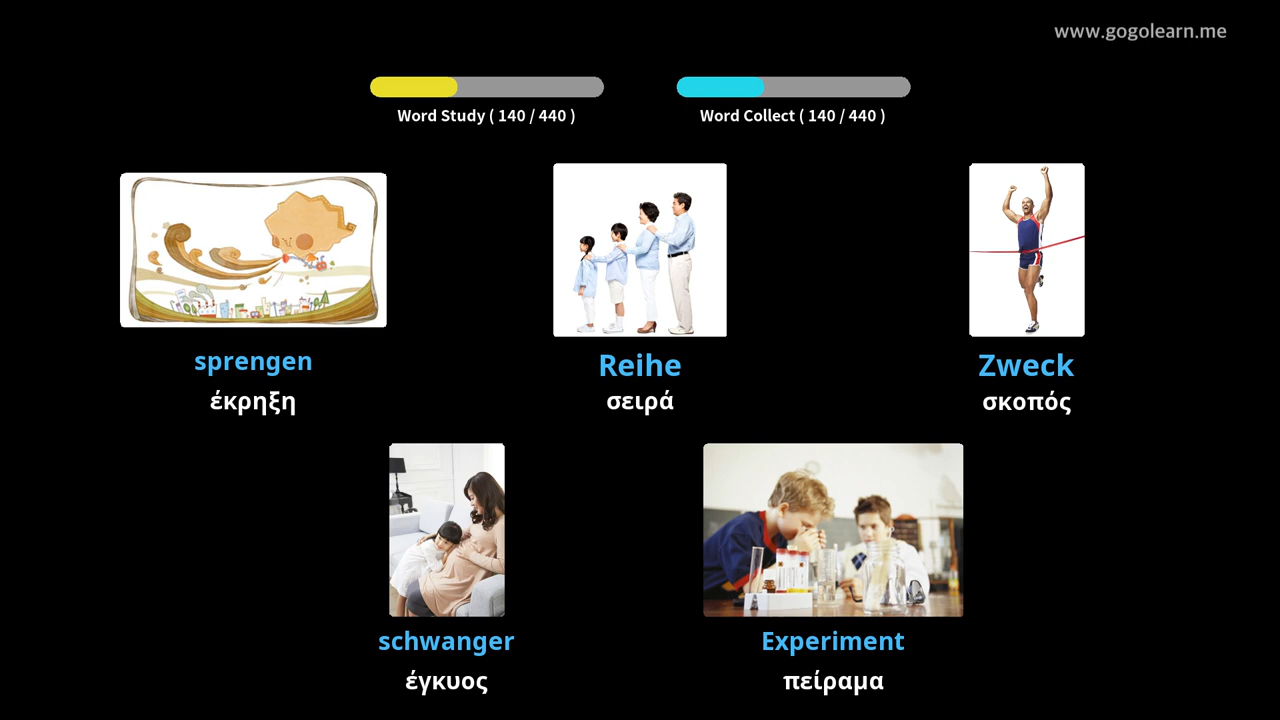 www.gogolearn.me
Word Study ( 140 / 440 )
Word Collect ( 140 / 440 )
sprengen
έκρηξη
Reihe
σειρά
Zweck
σκοπός
schwanger
έγκυος
Experiment
πείραμα